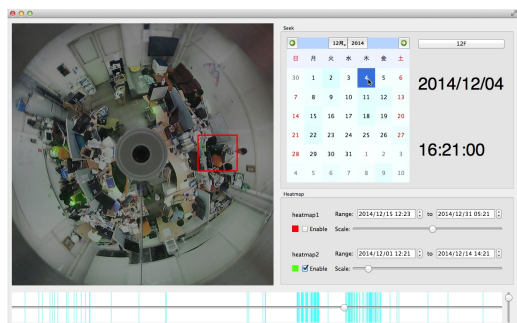 Seek
12月, 2014
日 月 火 水 木 金 土
30 1 2 3 4 5 6
7 8 9 10 11 12 13
14 15 16 17 18 19 20
21 22 23 24 25 26 27
28 29 30 31 1 2 3
4 5 6 7 8 9 10
12F
2014/12/04
16:21:00
Heatmap
heatmap1 Range: 2014/12/15 12:23 to 2014/12/31 05:21
Enable Scale:
heatmap2 Range: 2014/12/01 12:21 to 2014/12/14 14:21
Enable Scale: